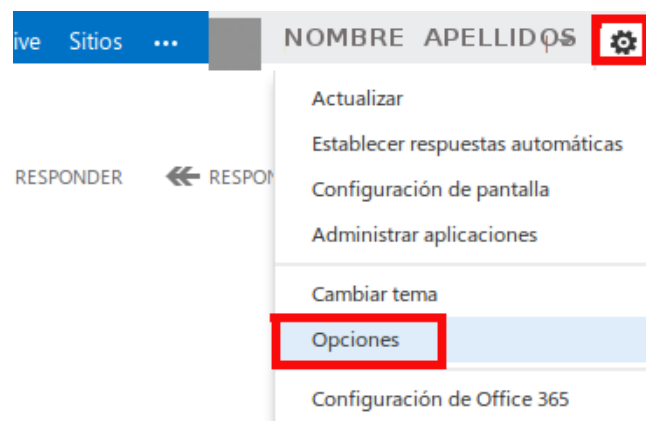 ive Sitios ...
NOMBRE APELLIDOS
Actualizar
Establecer respuestas automáticas
RESPONDER RESPON
Configuración de pantalla
Administrar aplicaciones
Cambiar tema
Opciones
Configuración de Office 365